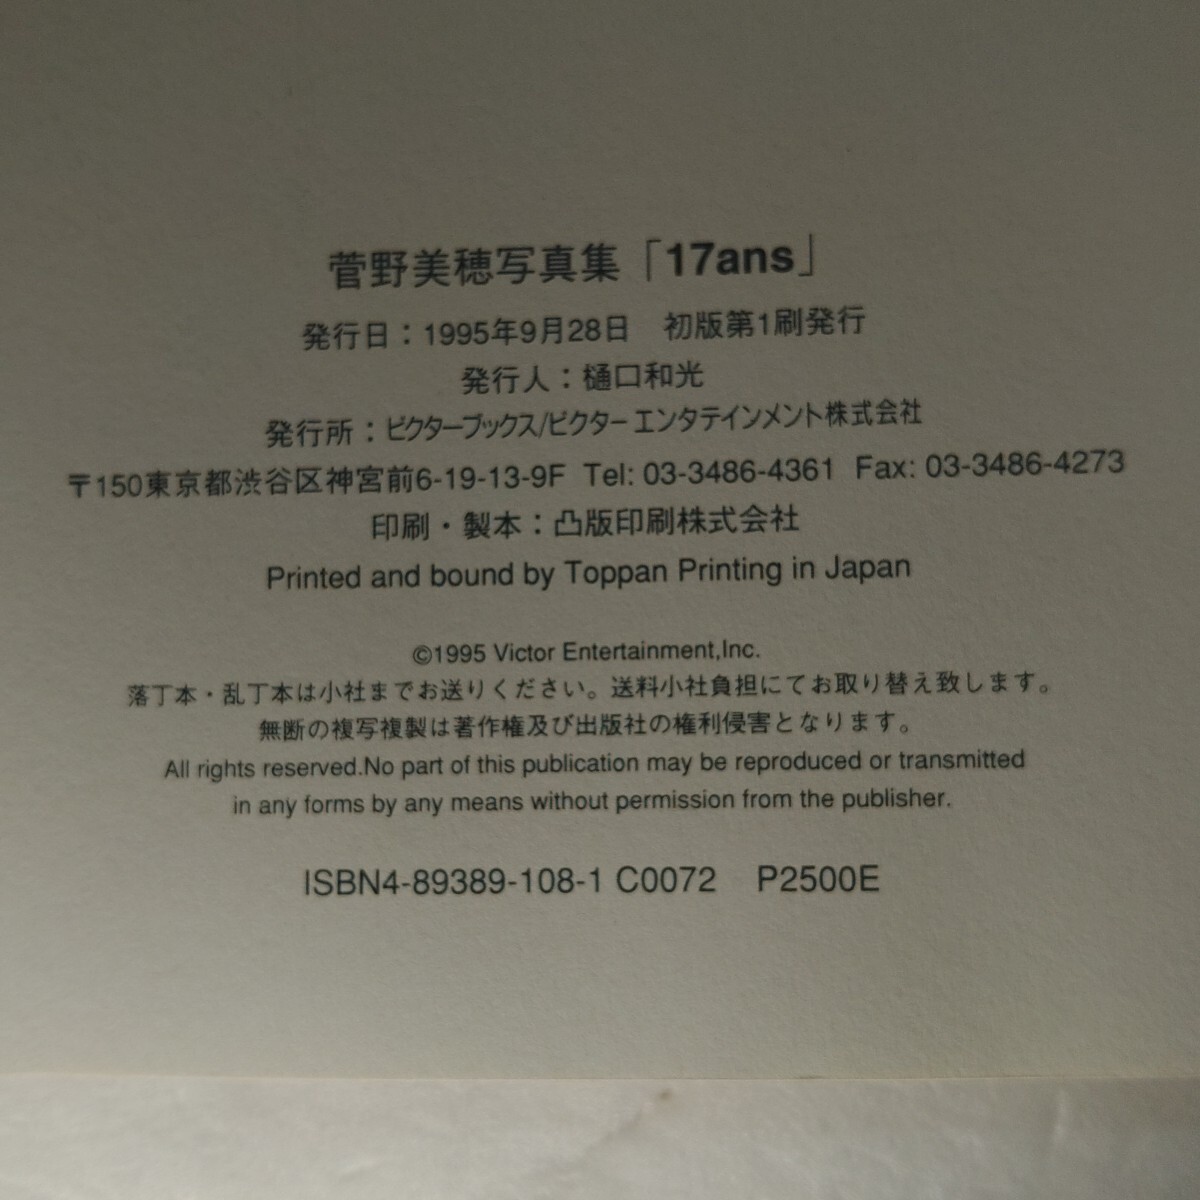 菅野美穂写真集「17ans」
発行日：1995年9月28日　初版第1刷発行
発行人：樋口和光
発行所：ビクターブックス/ビクター エンタテインメント株式会社
〒150東京都渋谷区神宮前6-19-13-9F Tel: 03-3486-4361 Fax: 03-3486-4273
印刷・製本：凸版印刷株式会社
Printed and bound by Toppan Printing in Japan
©1995 Victor Entertainment,Inc.
落丁本・乱丁本は小社までお送りください。送料小社負担にてお取り替え致します。
無断の複写複製は著作権及び出版社の権利侵害となります。
All rights reserved.No part of this publication may be reproduced or transmitted
in any forms by any means without permission from the publisher.
ISBN4-89389-108-1 C0072　P2500E